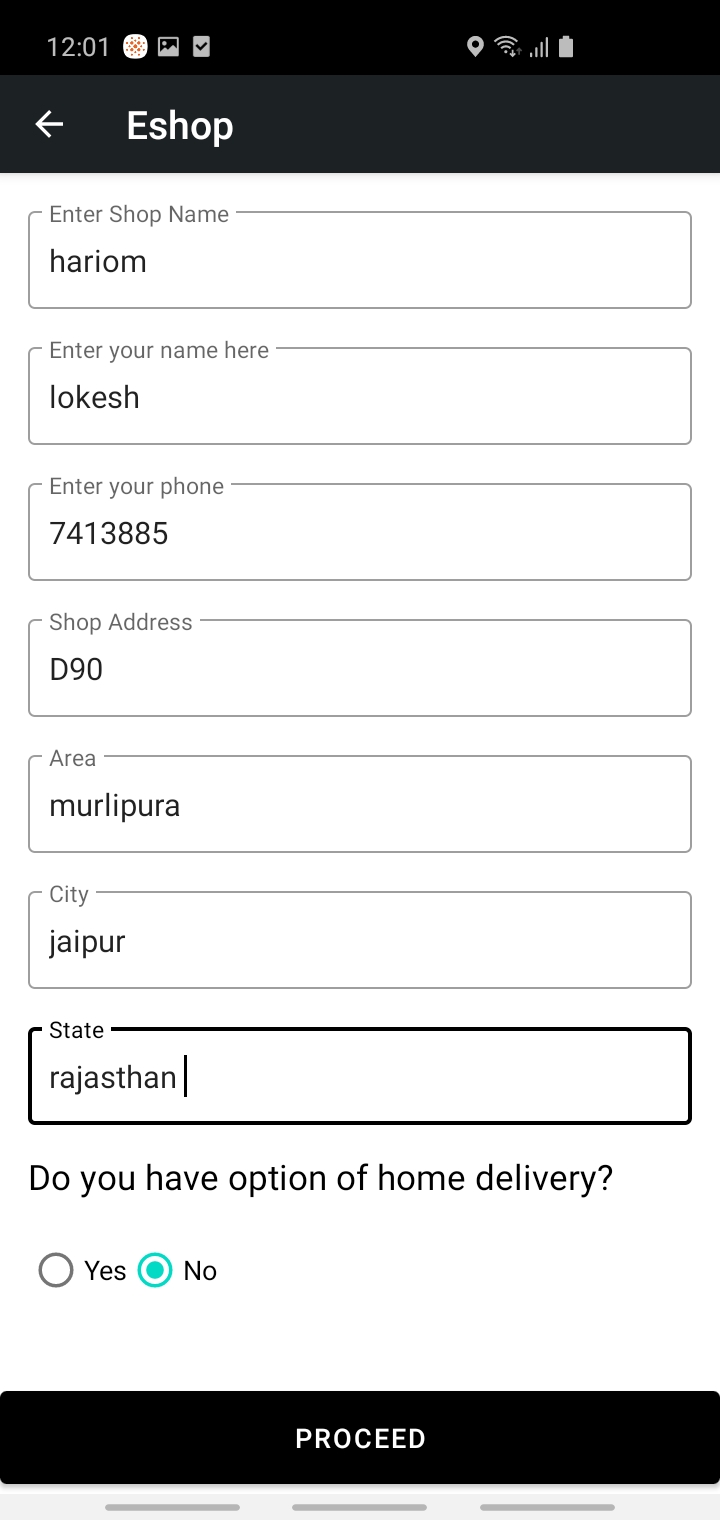 12:01
Eshop
Enter Shop Name
hariom
Enter your name here
lokesh
Enter your phone
7413885
Shop Address
D90
Area
murlipura
City
jaipur
State
rajasthan
Do you have option of home delivery?
Yes No
PROCEED